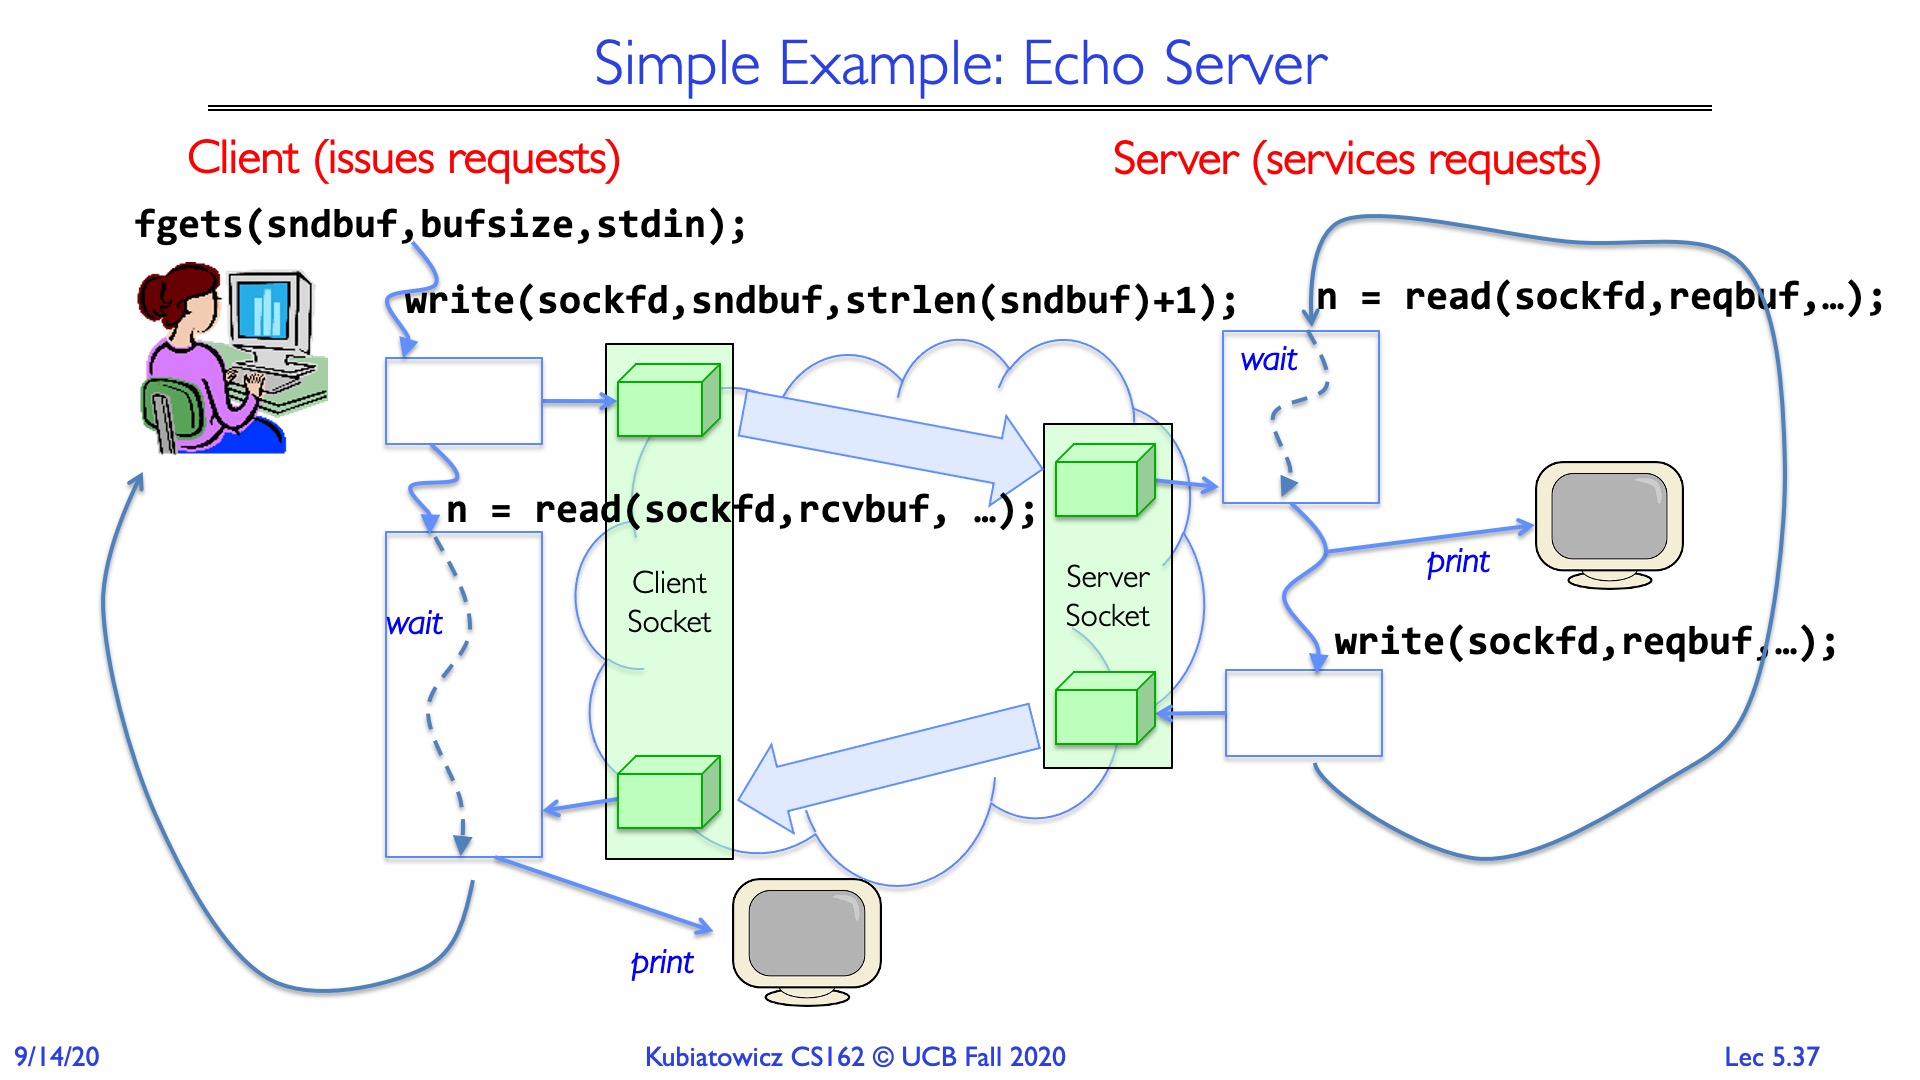 Simple Example: Echo Server
Client (issues requests)
Server (services requests)
fgets(sndbuf,bufsize,stdin);
write(sockfd,sndbuf,strlen(sndbuf)+1);
n = read(sockfd,reqbuf,…);
wait
n = read(sockfd,rcvbuf, …);
print
Client
Socket
Server
Socket
wait
write(sockfd,reqbuf,…);
print
9/14/20
Kubiatowicz CS162 © UCB Fall 2020
Lec 5.37